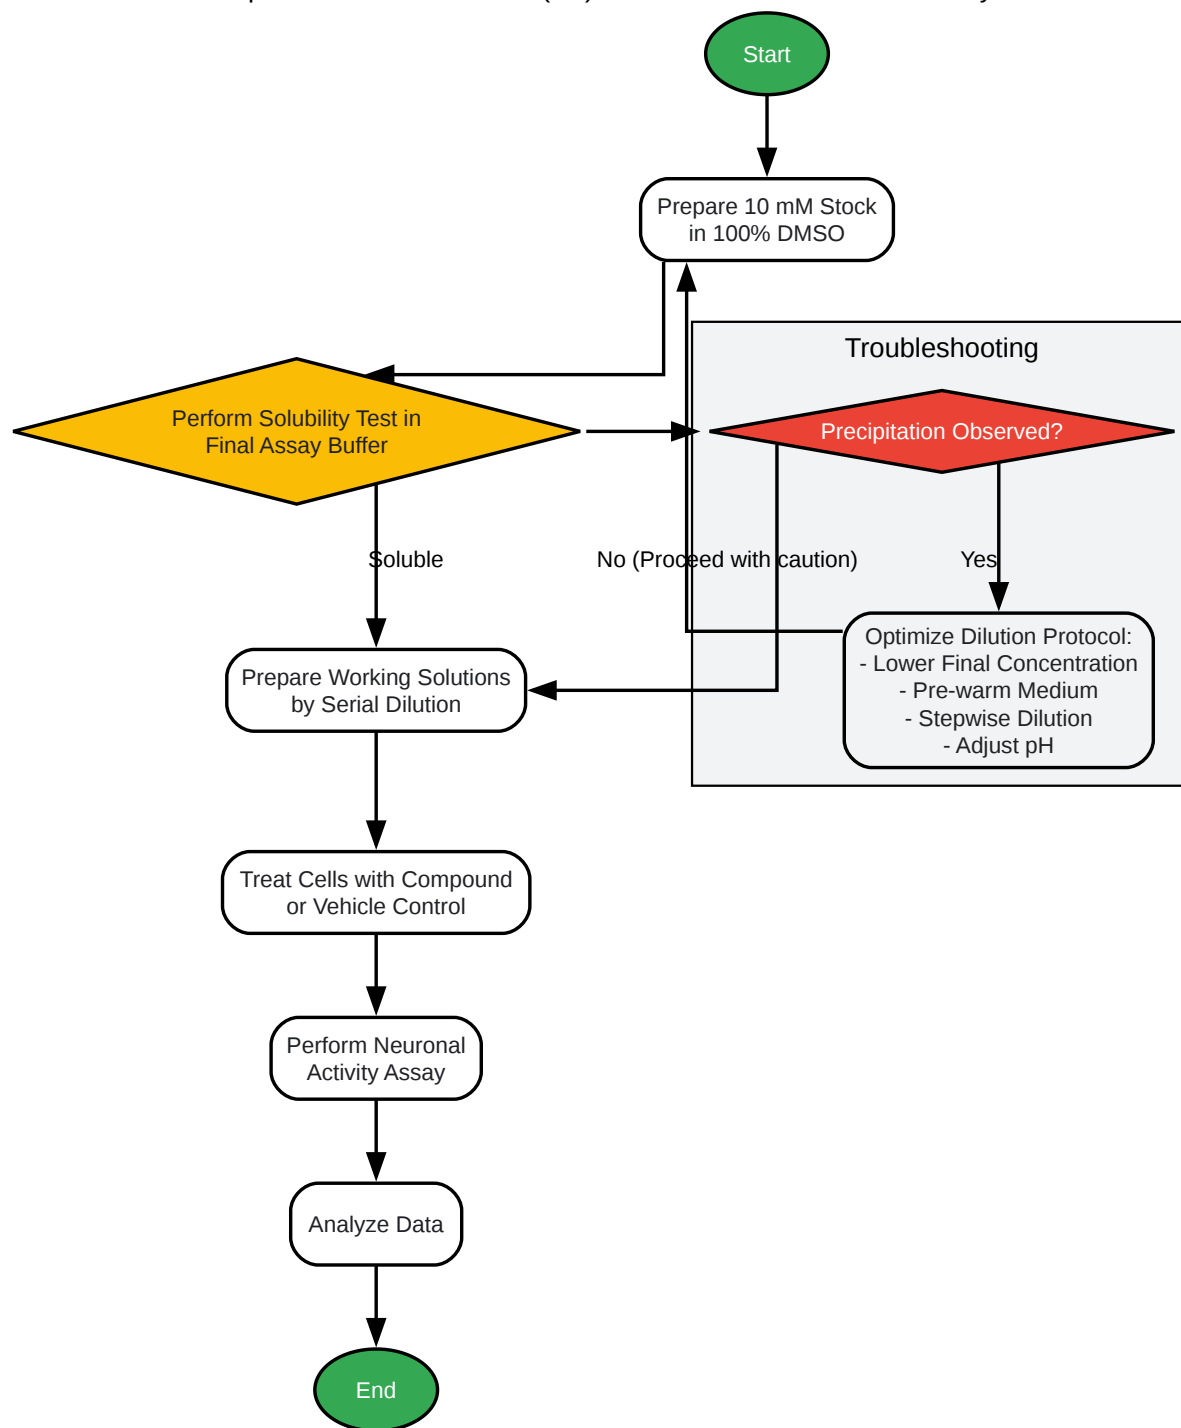 Start
Prepare 10 mM Stock
in 100% DMSO
Troubleshooting
Perform Solubility Test in
Final Assay Buffer
Precipitation Observed?
Soluble
No (Proceed with caution)
Yes
Optimize Dilution Protocol:
- Lower Final Concentration
- Pre-warm Medium
- Stepwise Dilution
- Adjust pH
Prepare Working Solutions
by Serial Dilution
Treat Cells with Compound
or Vehicle Control
Perform Neuronal
Activity Assay
Analyze Data
End